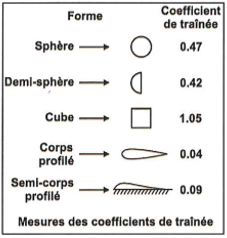 Forme
Coefficient
de traînée
Sphère
0.47
Demi-sphère
0.42
Cube
1.05
Corps
profilé
0.04
Semi-corps
profilé
0.09
Mesures des coefficients de traînée